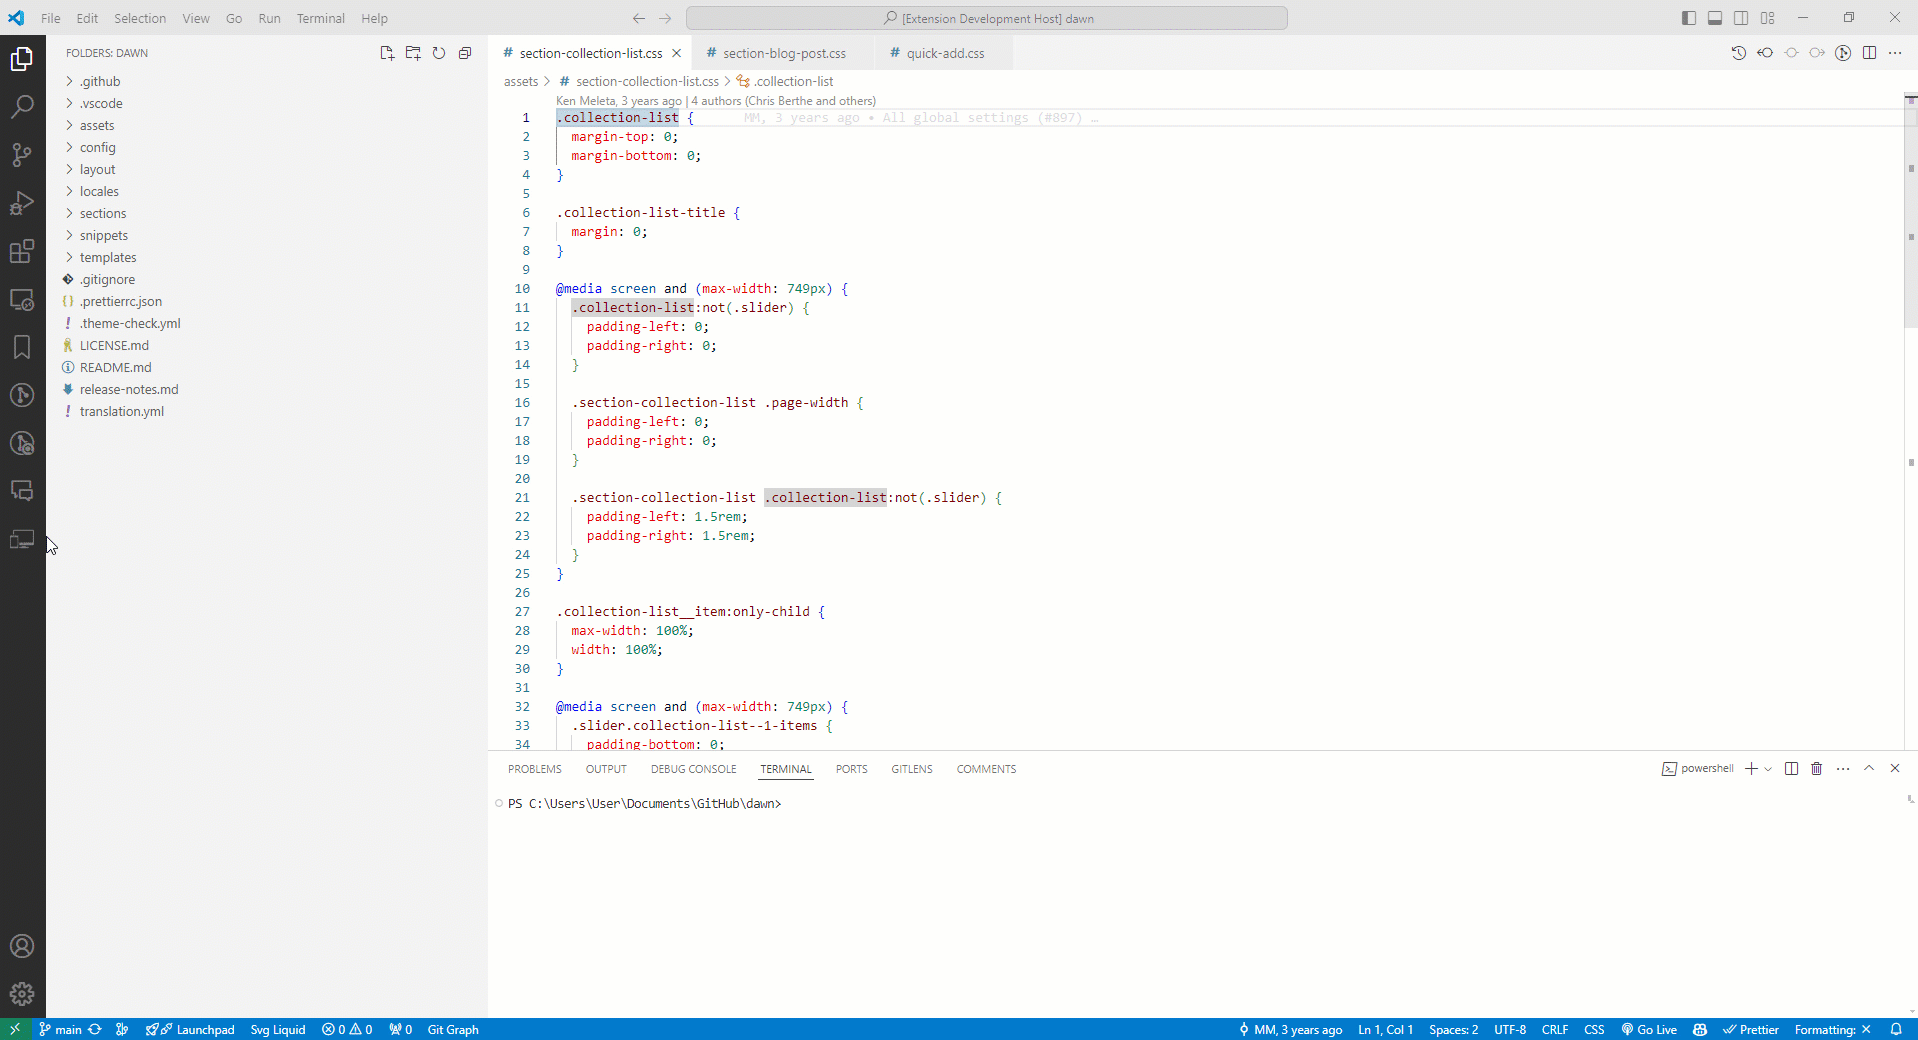 File Edit Selection View Go Run Terminal Help
[Extension Development Host] dawn
FOLDERS: DAWN
.github
.vscode
assets
config
layout
locales
sections
snippets
templates
.gitignore
.prettierrc.json
.theme-check.yml
LICENSE.md
README.md
release-notes.md
translation.yml
# section-collection-list.css # section-blog-post.css # quick-add.css
assets > # section-collection-list.css > .collection-list
Ken Meleta, 3 years ago | 4 authors (Chris Berthe and others)
1 .collection-list { MM, 3 years ago • All global settings (#897) …
2 margin-top: 0;
3 margin-bottom: 0;
4 }
5
6 .collection-list-title {
7 margin: 0;
8 }
9
10 @media screen and (max-width: 749px) {
11 .collection-list:not(.slider) {
12 padding-left: 0;
13 padding-right: 0;
14 }
15
16 .section-collection-list .page-width {
17 padding-left: 0;
18 padding-right: 0;
19 }
20
21 .section-collection-list .collection-list:not(.slider) {
22 padding-left: 1.5rem;
23 padding-right: 1.5rem;
24 }
25 }
26
27 .collection-list__item:only-child {
28 max-width: 100%;
29 width: 100%;
30 }
31
32 @media screen and (max-width: 749px) {
33 .slider.collection-list--1-items {
34 padding-bottom: 0;
PROBLEMS OUTPUT DEBUG CONSOLE TERMINAL PORTS GITLENS COMMENTS
powershell
PS C:\Users\User\Documents\GitHub\dawn>
main Launchpad Svg Liquid 0 0 0 Git Graph MM, 3 years ago Ln 1, Col 1 Spaces: 2 UTF-8 CRLF CSS Go Live Prettier Formatting: ×